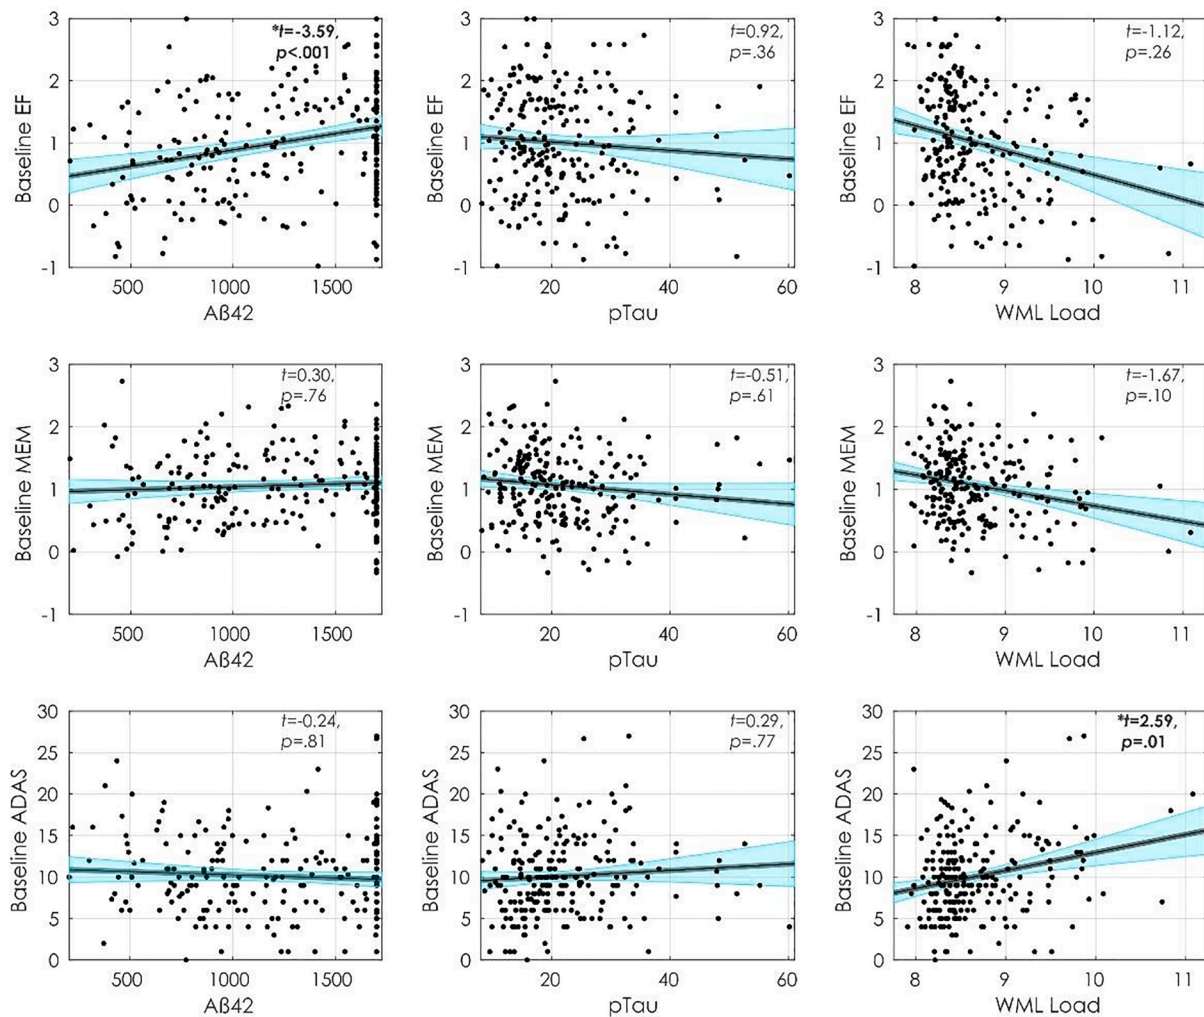 *t=-3.59,
p<.001
3
2
1
0
-1
Baseline EF
500 1000 1500
Aß42
t=0.92,
p=.36
3
2
1
0
-1
Baseline EF
20 40 60
pTau
t=-1.12,
p=.26
3
2
1
0
-1
Baseline EF
8 9 10 11
WML Load
t=0.30,
p=.76
3
2
1
0
-1
Baseline MEM
500 1000 1500
Aß42
t=-0.51,
p=.61
3
2
1
0
-1
Baseline MEM
20 40 60
pTau
t=-1.67,
p=.10
3
2
1
0
-1
Baseline MEM
8 9 10 11
WML Load
t=-0.24,
p=.81
30
25
20
15
10
5
0
Baseline ADAS
500 1000 1500
Aß42
t=0.29,
p=.77
30
25
20
15
10
5
0
Baseline ADAS
20 40 60
pTau
*t=2.59,
p=.01
30
25
20
15
10
5
0
Baseline ADAS
8 9 10 11
WML Load